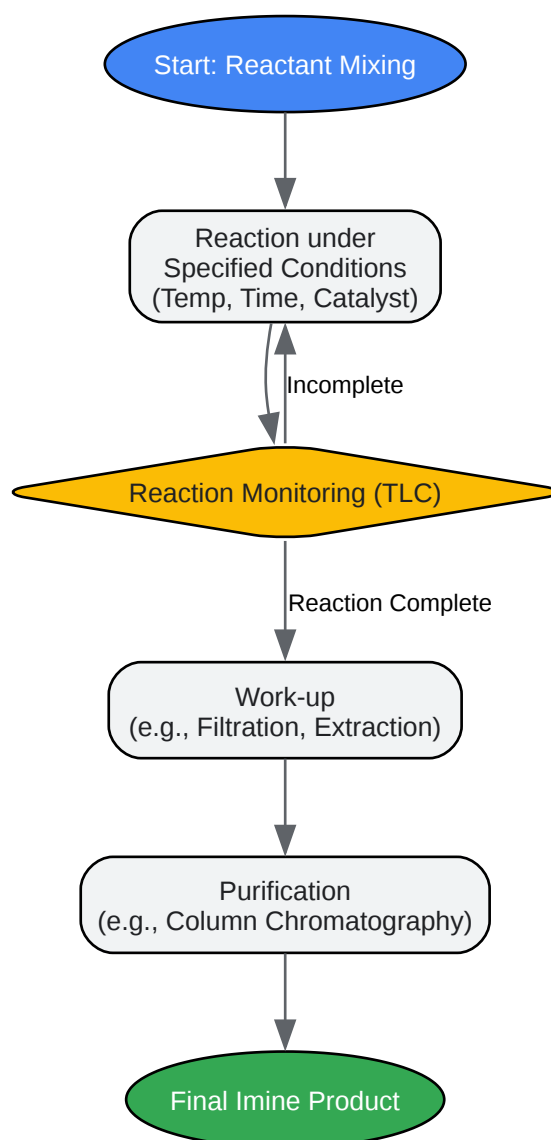 Start: Reactant Mixing
Reaction under
Specified Conditions
(Temp, Time, Catalyst)
Incomplete
Reaction Monitoring (TLC)
Reaction Complete
Work-up
(e.g., Filtration, Extraction)
Purification
(e.g., Column Chromatography)
Final Imine Product